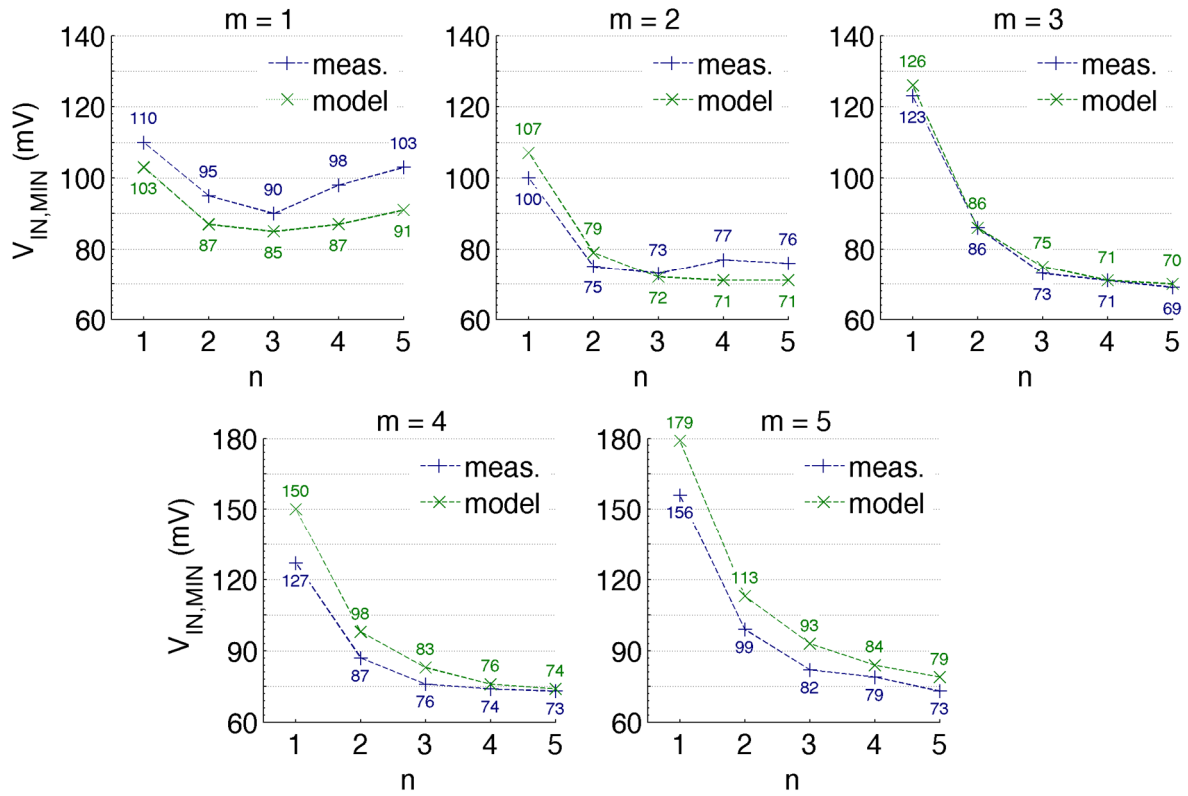 m = 1
m = 2
m = 3
V_IN,MIN (mV)
140
120
100
80
60
meas.
model
110
95
90
98
103
103
87
85
87
91
1 2 3 4 5
n
140
120
100
80
60
meas.
model
107
79
73
77
76
100
75
72
71
71
1 2 3 4 5
n
140
120
100
80
60
meas.
model
126
123
86
86
75
73
71
71
70
69
1 2 3 4 5
n
m = 4
m = 5
V_IN,MIN (mV)
180
150
120
90
60
meas.
model
150
127
98
87
83
76
76
74
74
73
1 2 3 4 5
n
180
150
120
90
60
meas.
model
179
156
113
99
93
82
84
79
79
73
1 2 3 4 5
n